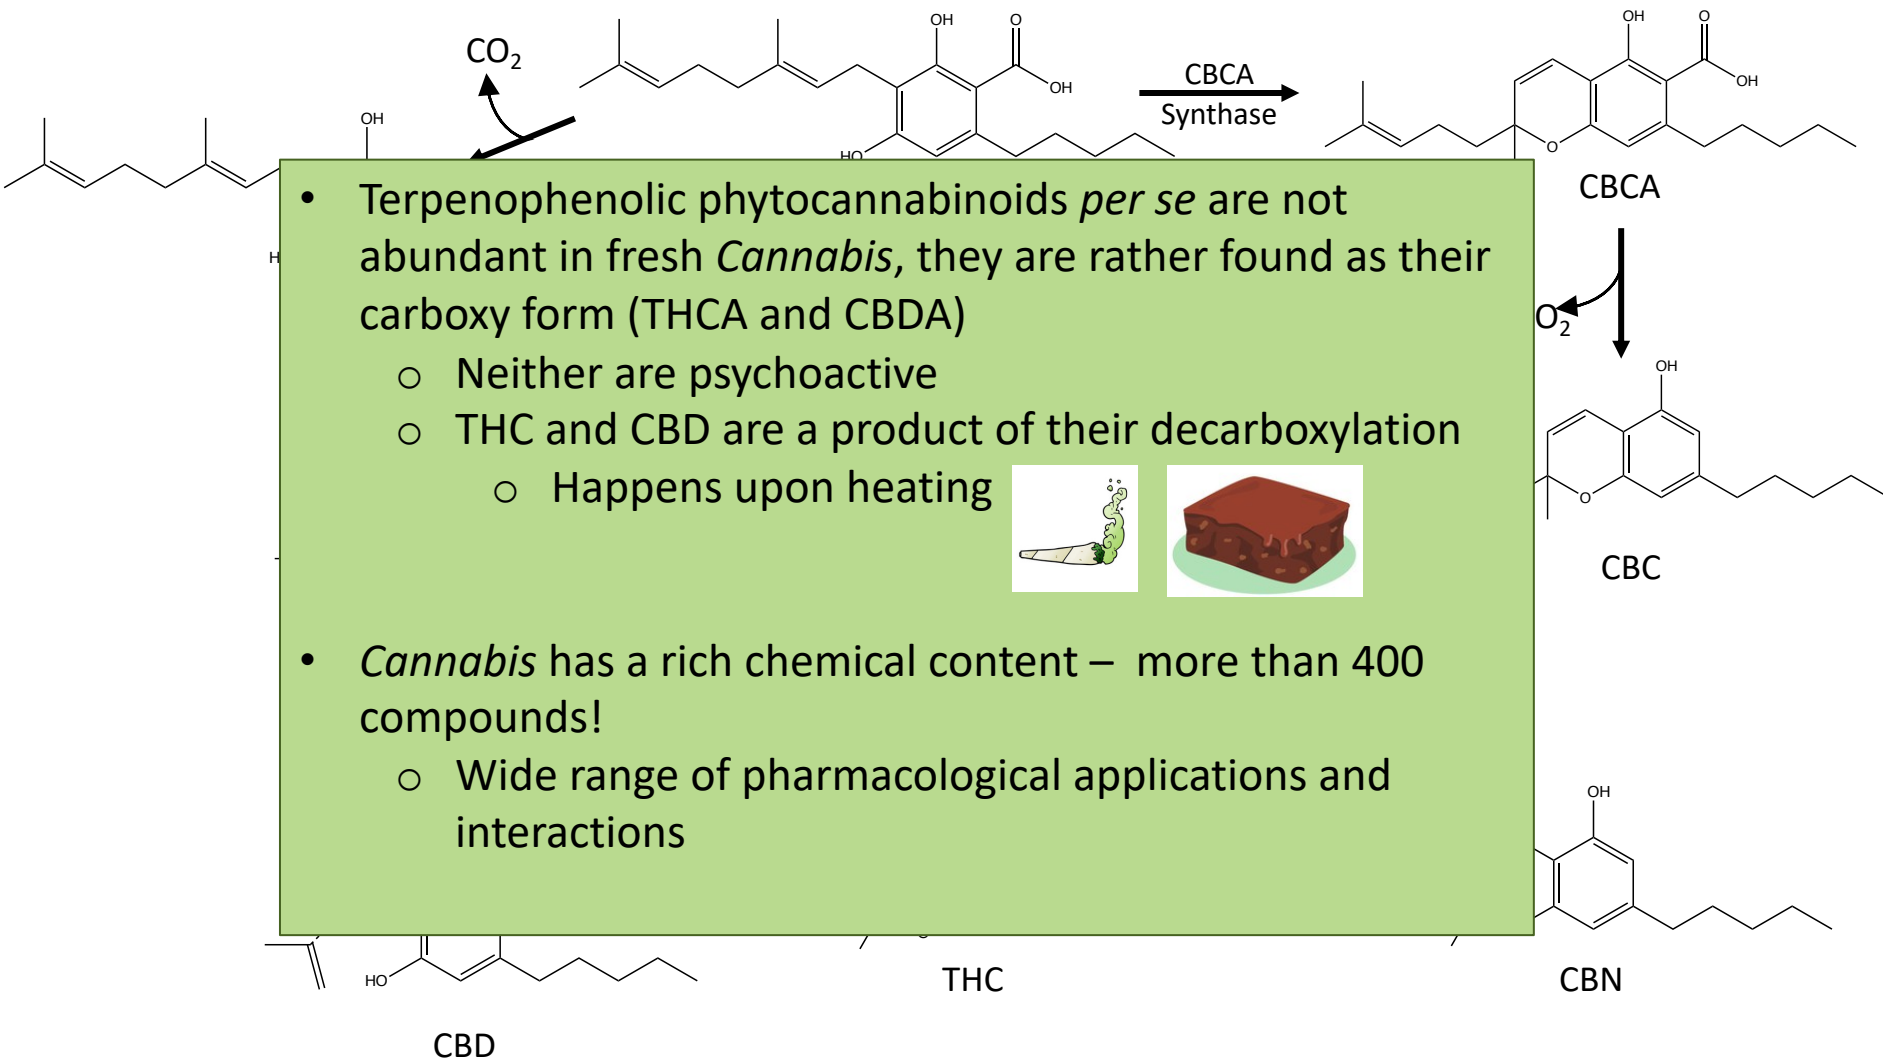 OH
O
CO2
OH
CBCA
Synthase
HO
OH
O
OH
O
CBCA
OH
H
• Terpenophenolic phytocannabinoids per se are not
abundant in fresh Cannabis, they are rather found as their
carboxy form (THCA and CBDA)
o Neither are psychoactive
o THC and CBD are a product of their decarboxylation
o Happens upon heating
• Cannabis has a rich chemical content – more than 400
compounds!
o Wide range of pharmacological applications and
interactions
O2
OH
O
CBC
OH
HO
THC
CBN
CBD